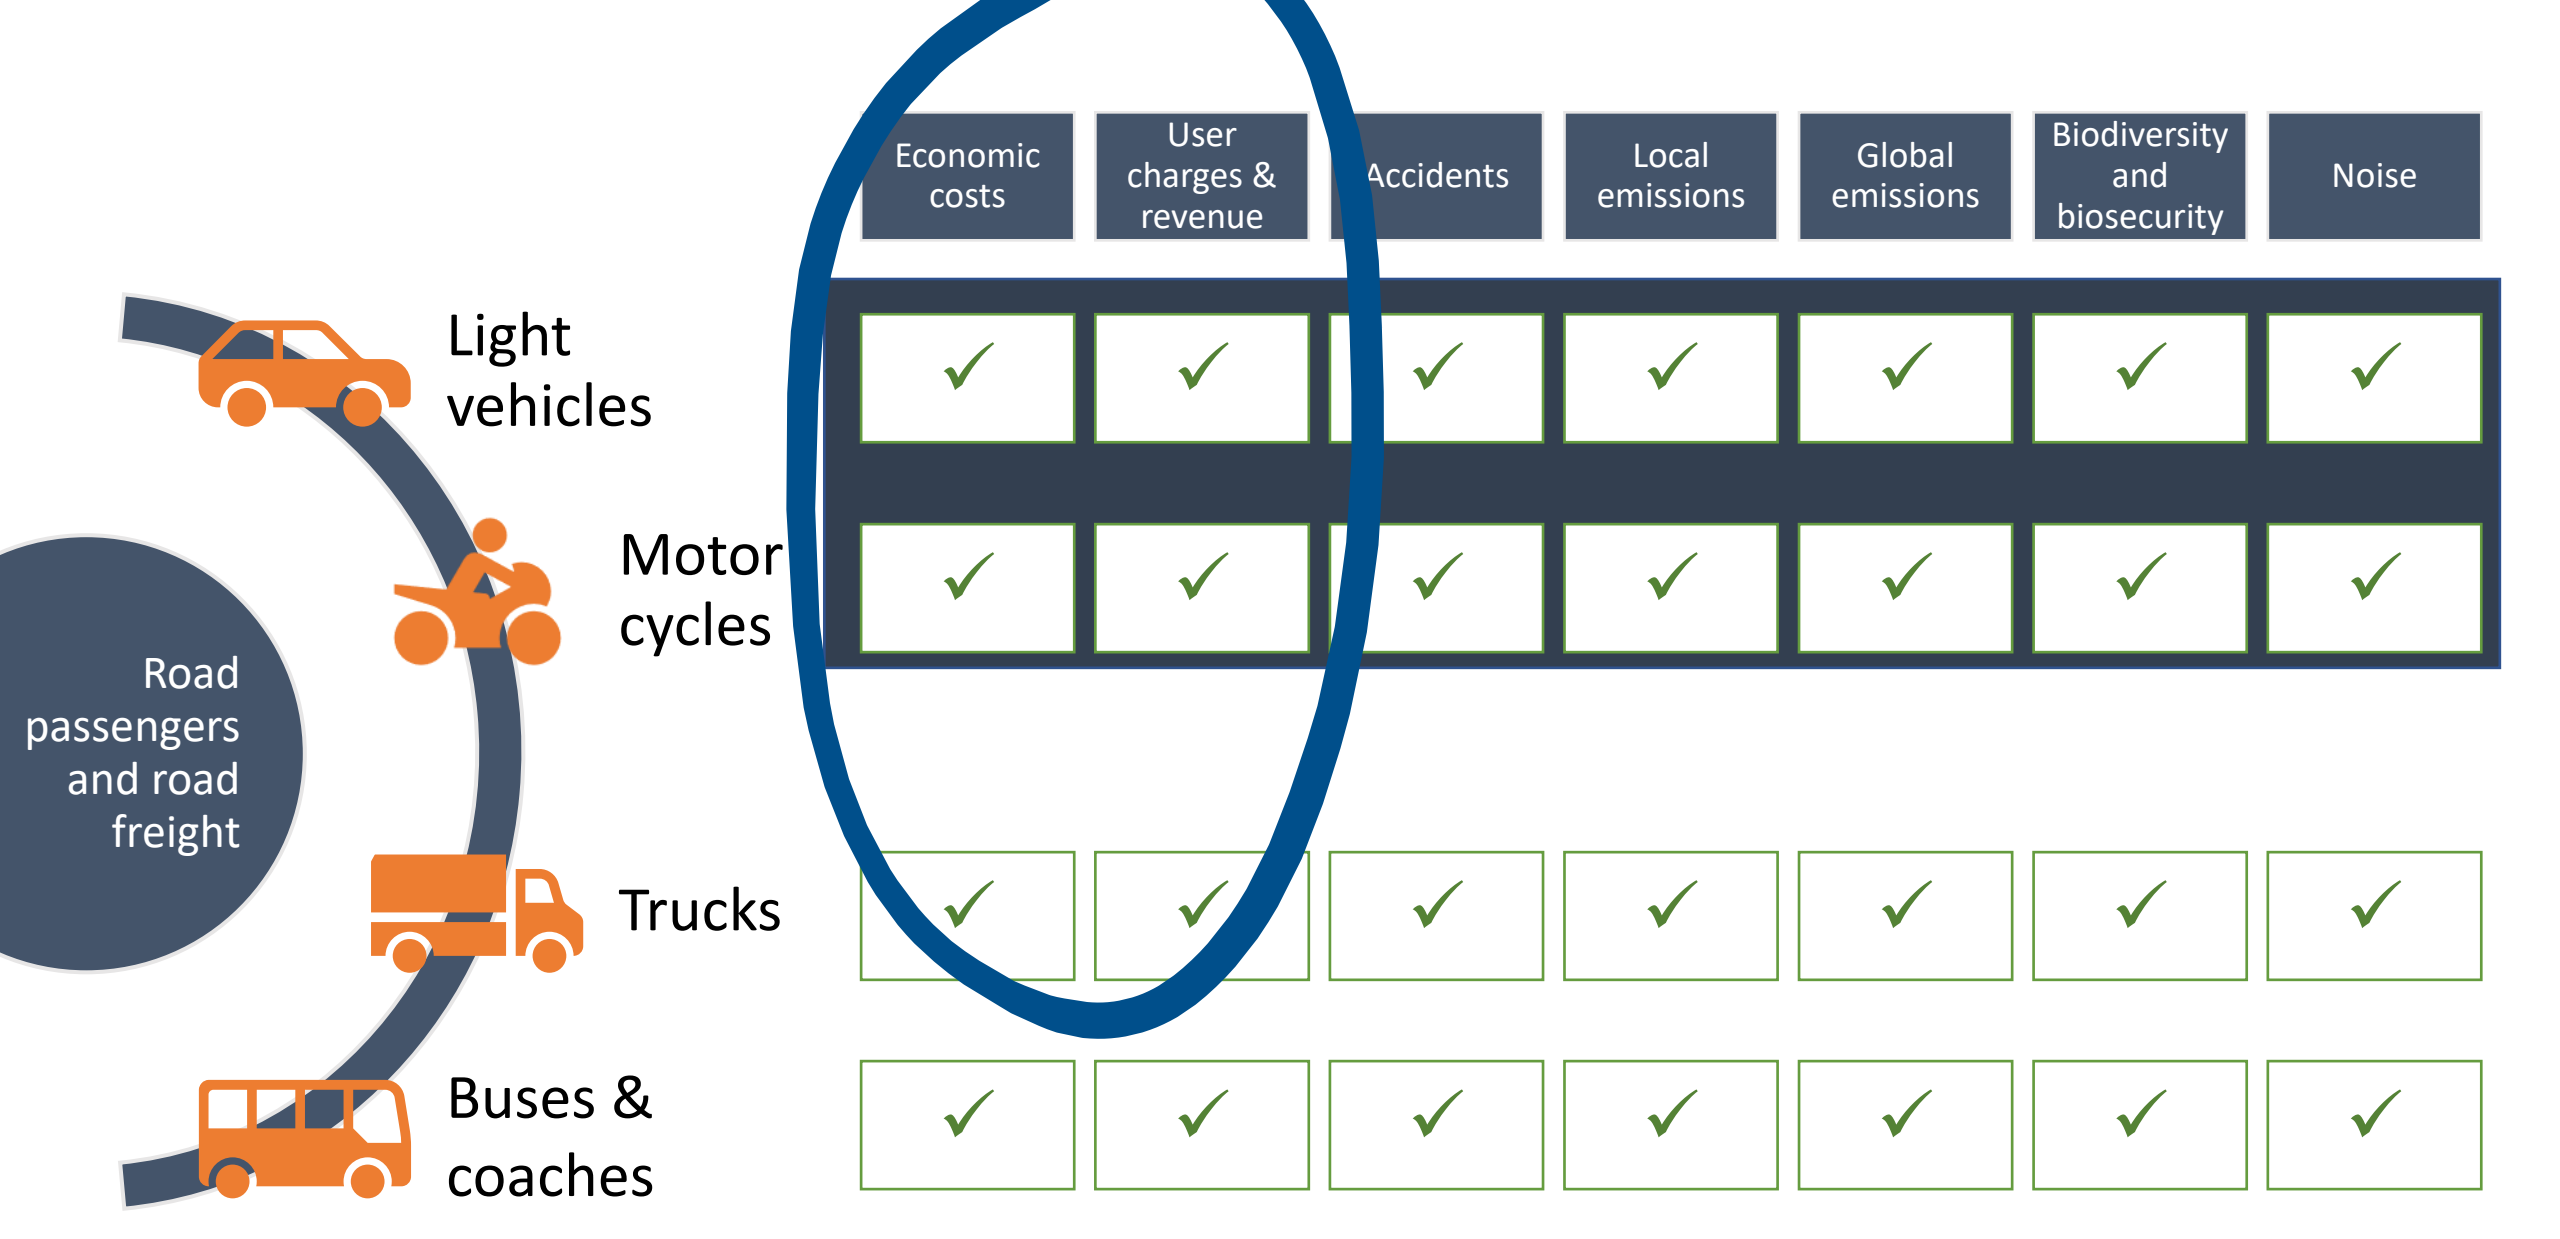 Economic
costs
User
charges &
revenue
Accidents
Local
emissions
Global
emissions
Biodiversity
and
biosecurity
Noise
Light
vehicles
✓ ✓ ✓ ✓ ✓ ✓ ✓
Motor
cycles
✓ ✓ ✓ ✓ ✓ ✓ ✓
Road
passengers
and road
freight
Trucks
✓ ✓ ✓ ✓ ✓ ✓ ✓
Buses &
coaches
✓ ✓ ✓ ✓ ✓ ✓ ✓